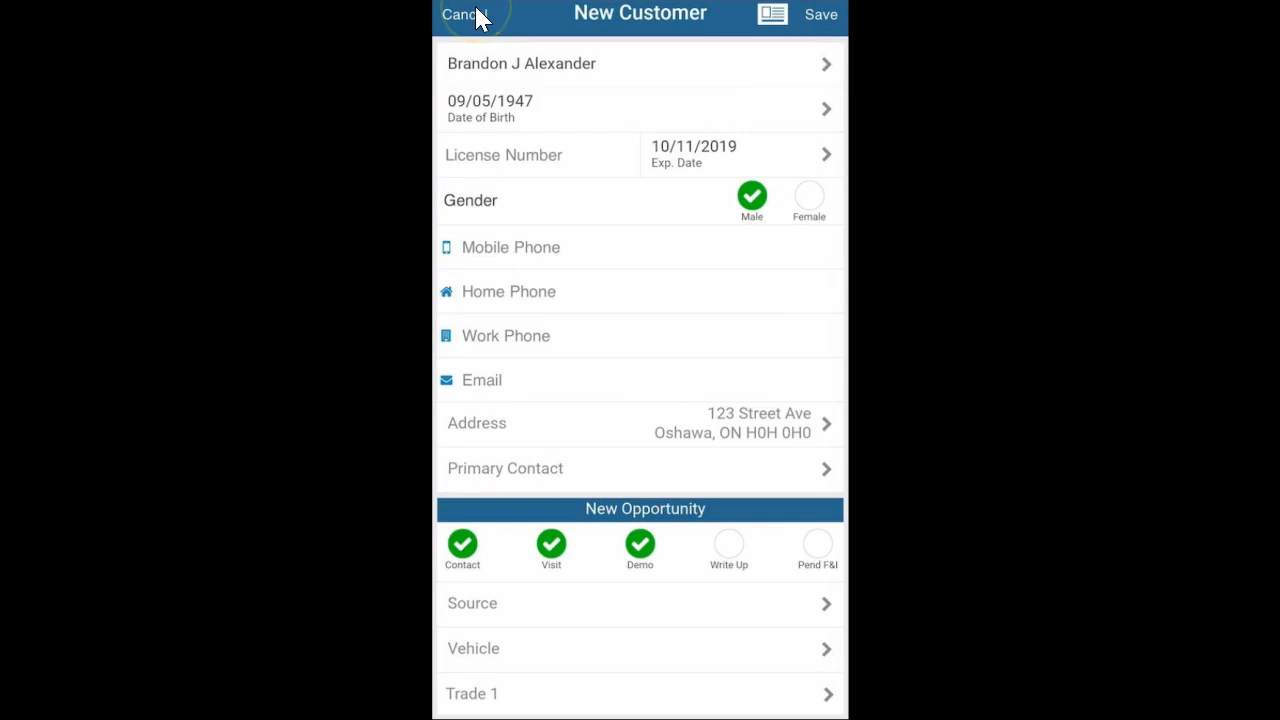 Cancel New Customer Save
Brandon J Alexander
09/05/1947
Date of Birth
License Number
10/11/2019
Exp. Date
Gender
Male Female
Mobile Phone
Home Phone
Work Phone
Email
Address
123 Street Ave
Oshawa, ON H0H 0H0
Primary Contact
New Opportunity
Contact Visit Demo Write Up Pend F&I
Source
Vehicle
Trade 1